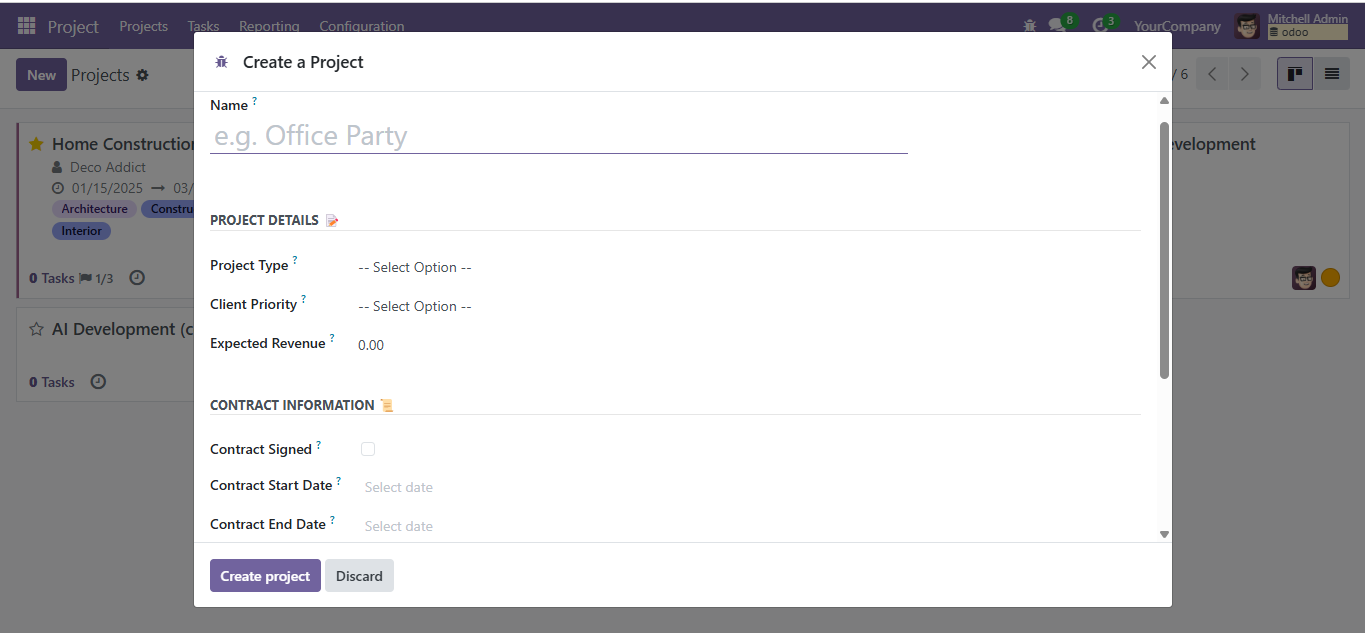 Project Projects Tasks Reporting Configuration 8 3 YourCompany Mitchell Admin
odoo
New Projects / 6
Create a Project
Name ?
e.g. Office Party
PROJECT DETAILS
Project Type ? -- Select Option --
Client Priority ? -- Select Option --
Expected Revenue ? 0.00
CONTRACT INFORMATION
Contract Signed ?
Contract Start Date ? Select date
Contract End Date ? Select date
Create project Discard
Home Construction
Deco Addict
01/15/2025 → 03/
Architecture Constru
Interior
0 Tasks 1/3
AI Development (c
0 Tasks
evelopment